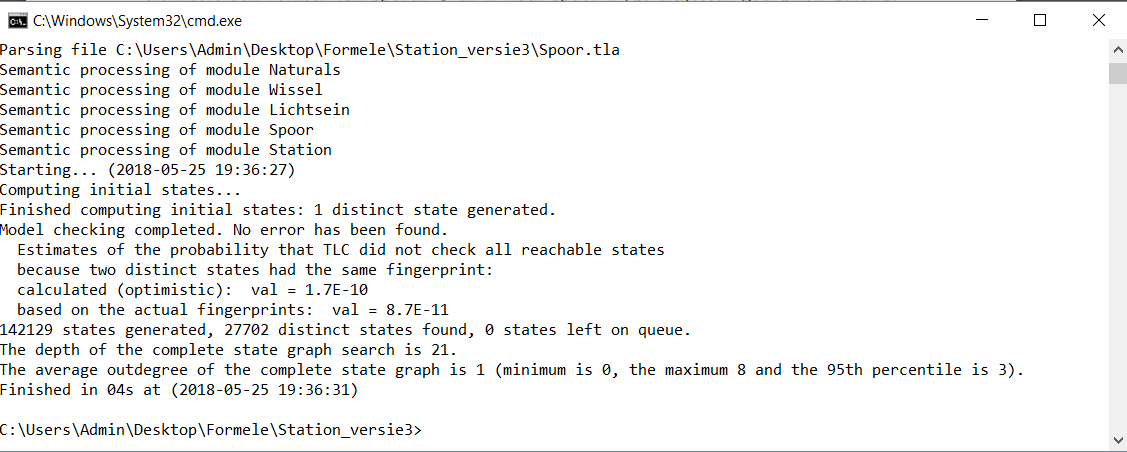 C:\Windows\System32\cmd.exe
Parsing file C:\Users\Admin\Desktop\Formele\Station_versie3\Spoor.tla
Semantic processing of module Naturals
Semantic processing of module Wissel
Semantic processing of module Lichtsein
Semantic processing of module Spoor
Semantic processing of module Station
Starting... (2018-05-25 19:36:27)
Computing initial states...
Finished computing initial states: 1 distinct state generated.
Model checking completed. No error has been found.
  Estimates of the probability that TLC did not check all reachable states
  because two distinct states had the same fingerprint:
  calculated (optimistic):  val = 1.7E-10
  based on the actual fingerprints:  val = 8.7E-11
142129 states generated, 27702 distinct states found, 0 states left on queue.
The depth of the complete state graph search is 21.
The average outdegree of the complete state graph is 1 (minimum is 0, the maximum 8 and the 95th percentile is 3).
Finished in 04s at (2018-05-25 19:36:31)
C:\Users\Admin\Desktop\Formele\Station_versie3>